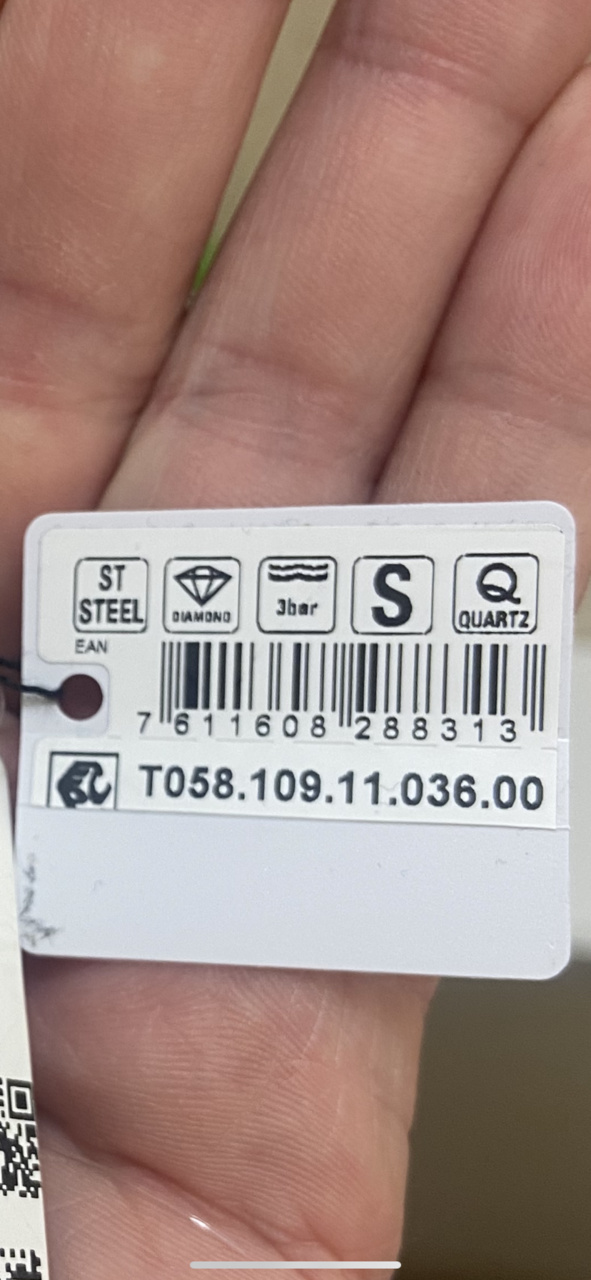 ST STEEL
DIAMOND
3bar
S
Q QUARTZ
EAN
7 611608 288313
T058.109.11.036.00